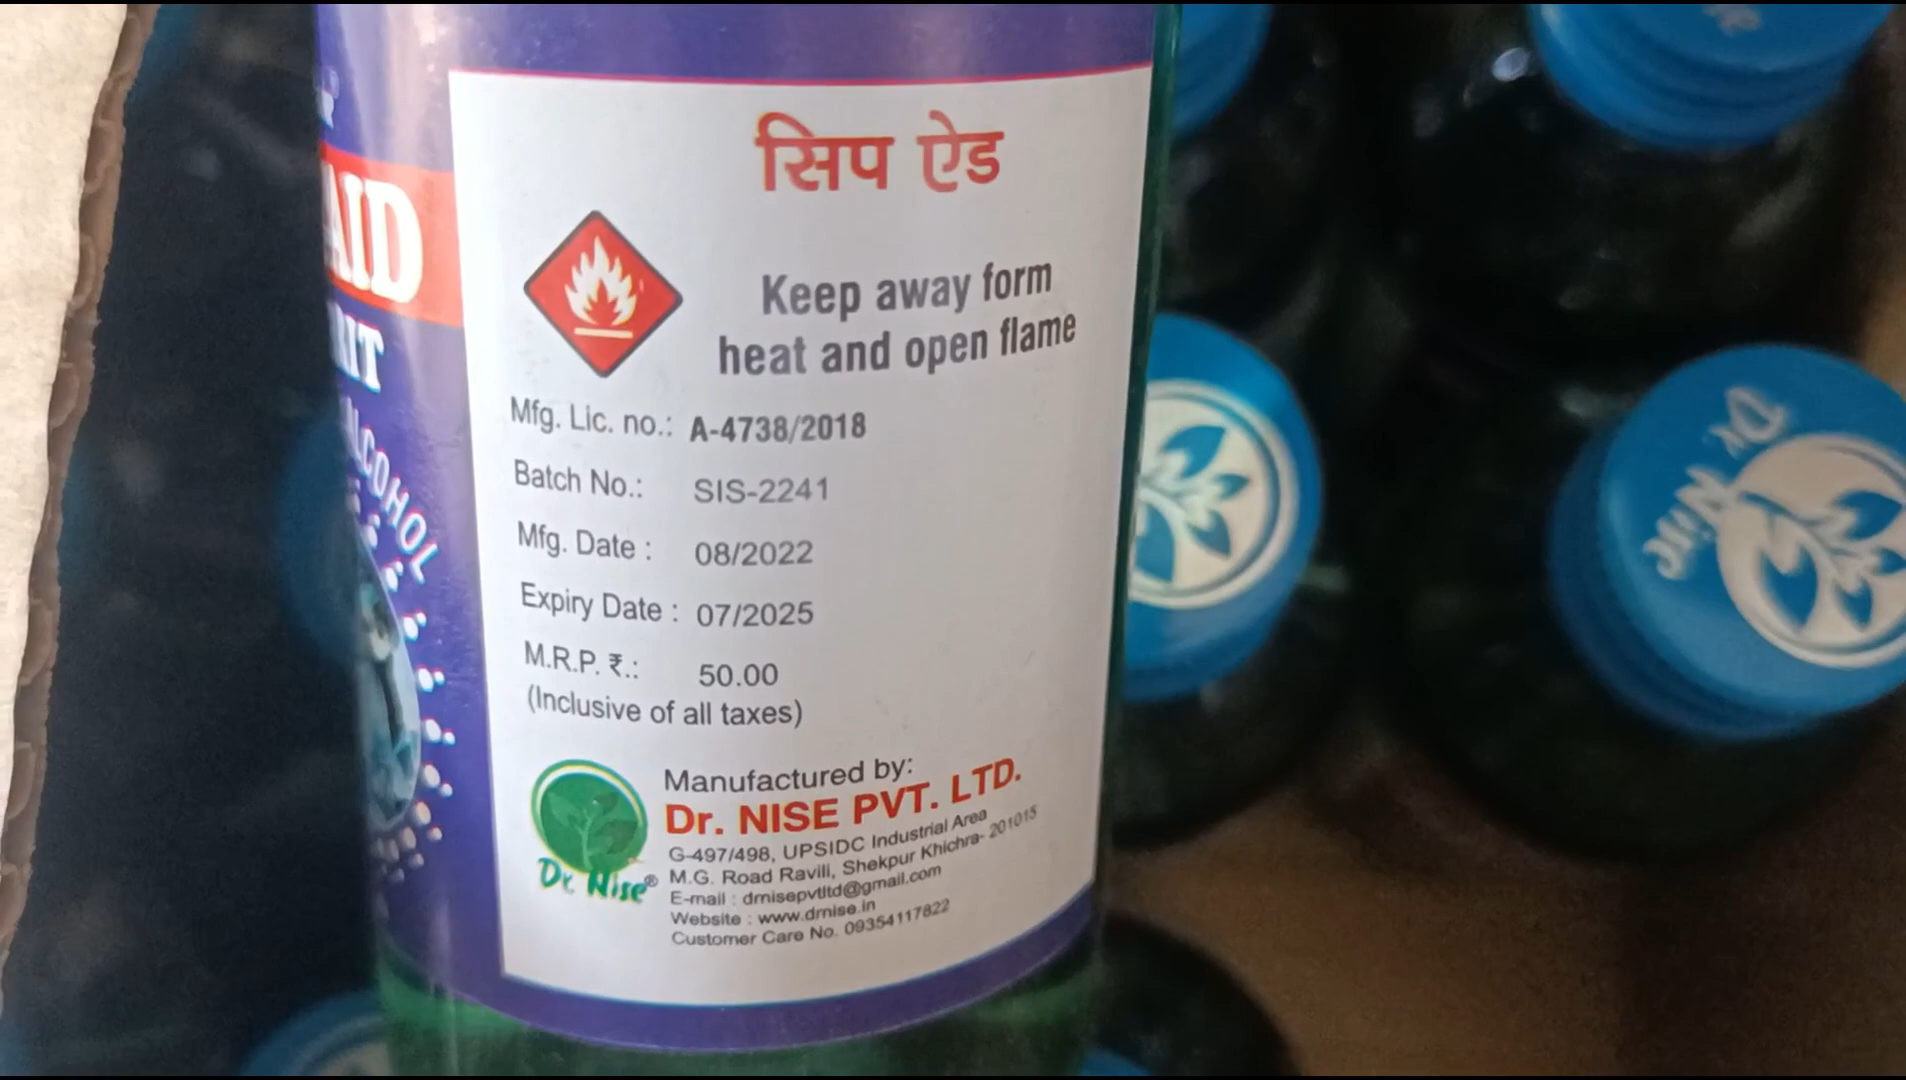 AID
RIT
ALCOHOL
सिप ऐड
Keep away form
heat and open flame
Mfg. Lic. no.: A-4738/2018
Batch No.: SIS-2241
Mfg. Date : 08/2022
Expiry Date : 07/2025
M.R.P. ₹.: 50.00
(Inclusive of all taxes)
Manufactured by:
Dr. NISE PVT. LTD.
G-497/498, UPSIDC Industrial Area
M.G. Road Ravili, Shekpur Khichra- 201015
E-mail : drnisepvtltd@gmail.com
Website : www.drnise.in
Customer Care No. 09354117822
Dr. Nise®
Dr. Nise